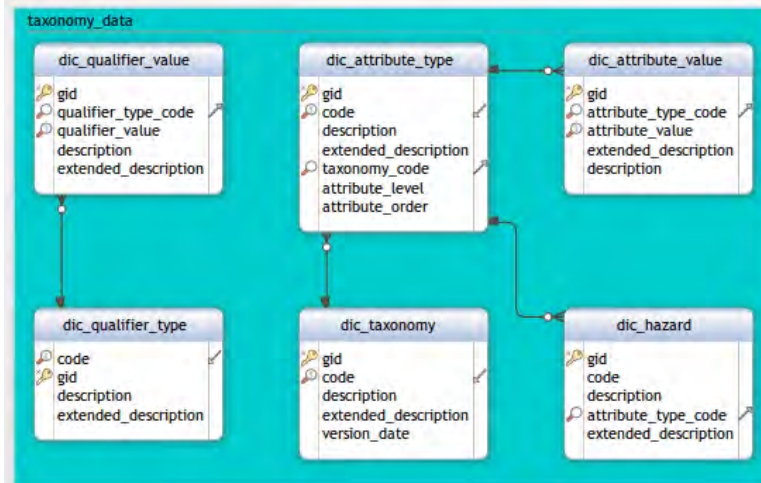 taxonomy_data
dic_qualifier_value
gid
qualifier_type_code
qualifier_value
description
extended_description
dic_attribute_type
gid
code
description
extended_description
taxonomy_code
attribute_level
attribute_order
dic_attribute_value
gid
attribute_type_code
attribute_value
extended_description
description
dic_qualifier_type
code
gid
description
extended_description
dic_taxonomy
gid
code
description
extended_description
version_date
dic_hazard
gid
code
description
attribute_type_code
extended_description